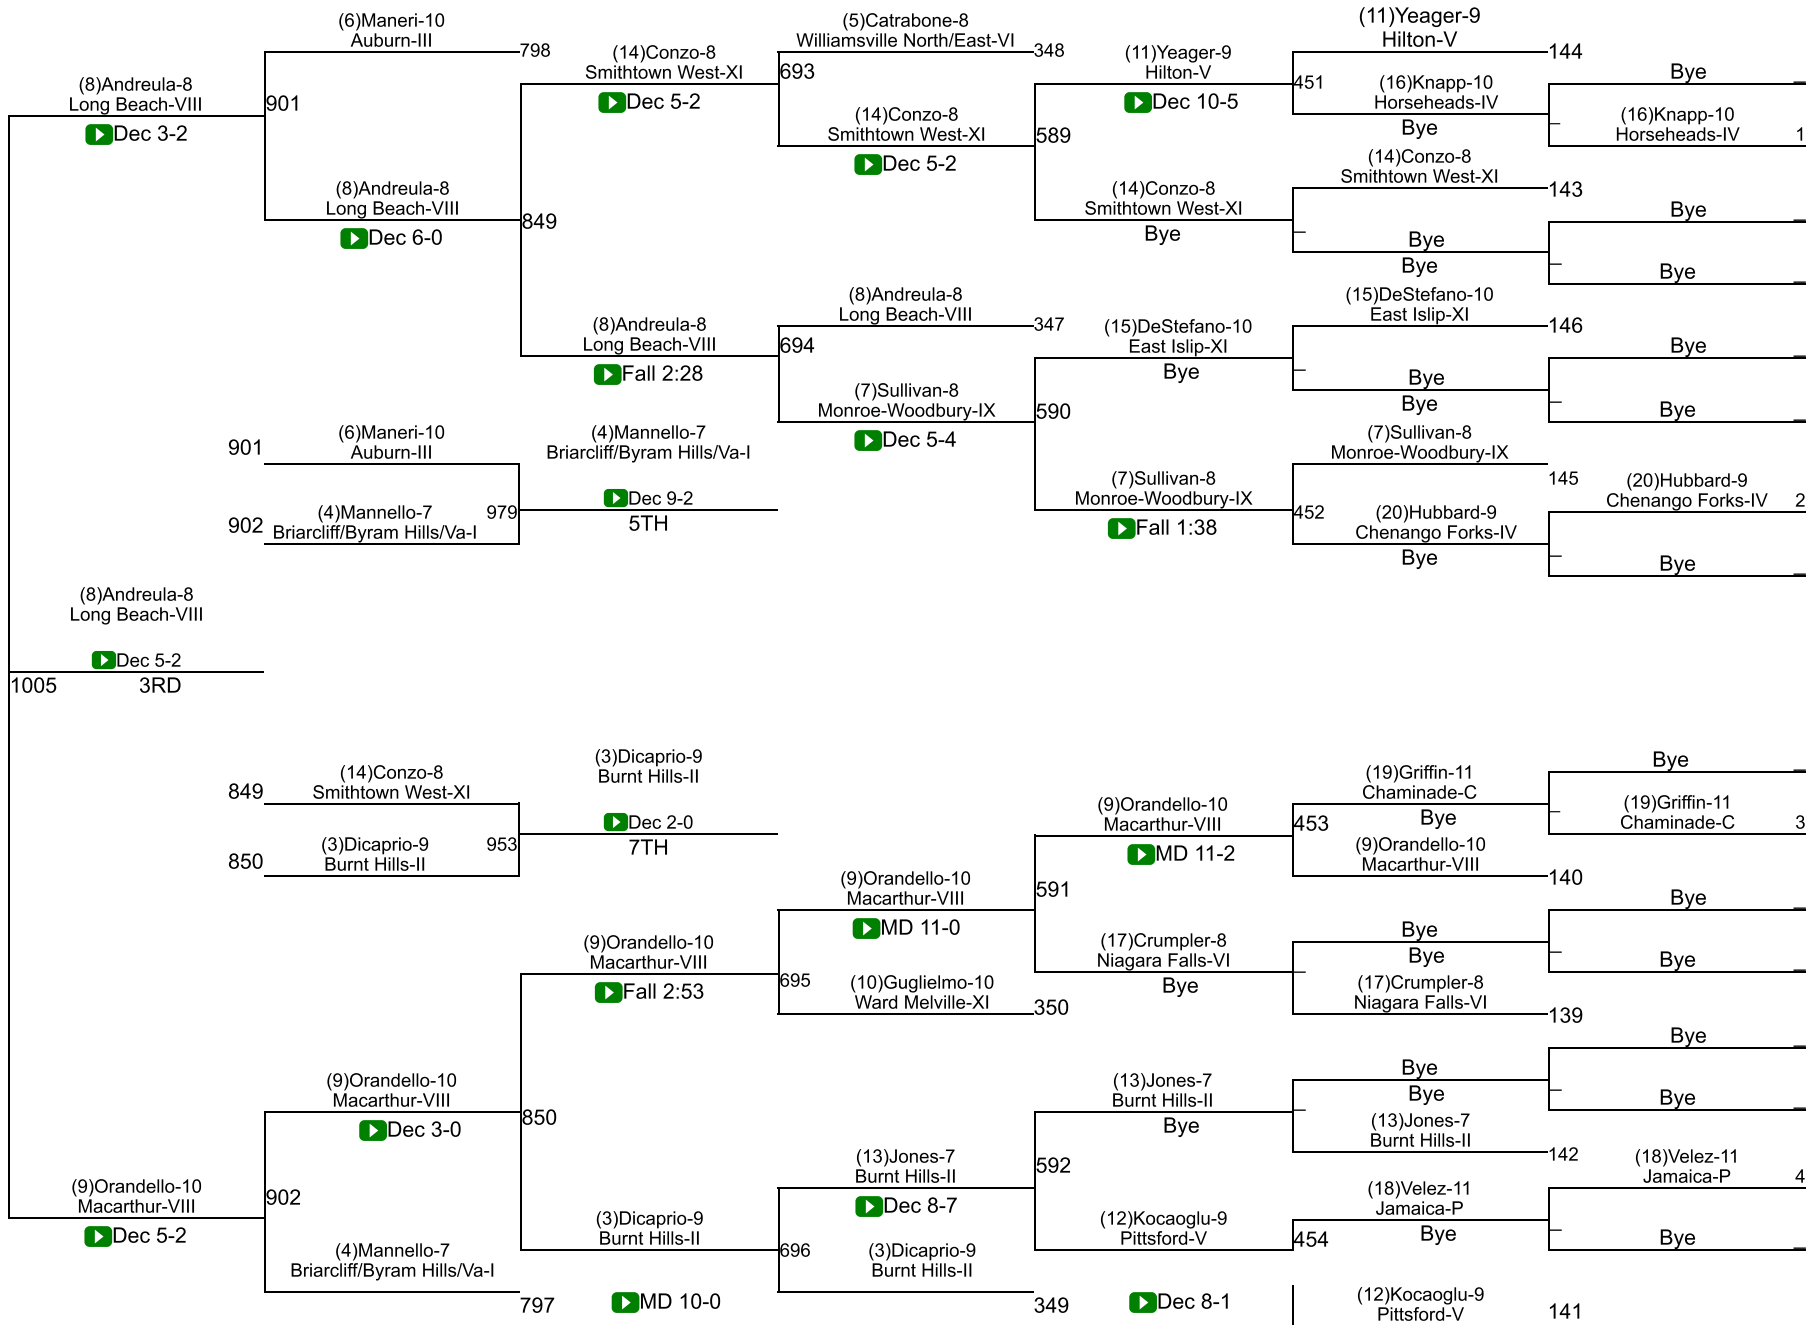 (11)Yeager-9
Hilton-V
144
(6)Maneri-10
Auburn-III
798
(5)Catrabone-8
Williamsville North/East-VI
348
(14)Conzo-8
Smithtown West-XI
693
Dec 5-2
(11)Yeager-9
Hilton-V
451
Dec 10-5
(16)Knapp-10
Horseheads-IV
Bye
Bye
(16)Knapp-10
Horseheads-IV
1
(8)Andreula-8
Long Beach-VIII
901
Dec 3-2
(14)Conzo-8
Smithtown West-XI
589
Dec 5-2
(14)Conzo-8
Smithtown West-XI
143
(8)Andreula-8
Long Beach-VIII
849
Dec 6-0
(14)Conzo-8
Smithtown West-XI
Bye
Bye
Bye
Bye
Bye
(8)Andreula-8
Long Beach-VIII
347
(15)DeStefano-10
East Islip-XI
146
(8)Andreula-8
Long Beach-VIII
694
Fall 2:28
(15)DeStefano-10
East Islip-XI
Bye
Bye
Bye
Bye
Bye
(7)Sullivan-8
Monroe-Woodbury-IX
590
Dec 5-4
901
(6)Maneri-10
Auburn-III
(4)Mannello-7
Briarcliff/Byram Hills/Va-I
(7)Sullivan-8
Monroe-Woodbury-IX
145
902
(4)Mannello-7
Briarcliff/Byram Hills/Va-I
979
Dec 9-2
5TH
(7)Sullivan-8
Monroe-Woodbury-IX
452
Fall 1:38
(20)Hubbard-9
Chenango Forks-IV
Bye
(20)Hubbard-9
Chenango Forks-IV
2
Bye
(8)Andreula-8
Long Beach-VIII
Dec 5-2
1005
3RD
849
(14)Conzo-8
Smithtown West-XI
(3)Dicaprio-9
Burnt Hills-II
(19)Griffin-11
Chaminade-C
Bye
Bye
(19)Griffin-11
Chaminade-C
3
850
(3)Dicaprio-9
Burnt Hills-II
953
Dec 2-0
7TH
(9)Orandello-10
Macarthur-VIII
453
MD 11-2
(9)Orandello-10
Macarthur-VIII
140
(9)Orandello-10
Macarthur-VIII
591
MD 11-0
Bye
(9)Orandello-10
Macarthur-VIII
695
Fall 2:53
(17)Crumpler-8
Niagara Falls-VI
Bye
Bye
Bye
Bye
(10)Guglielmo-10
Ward Melville-XI
350
(17)Crumpler-8
Niagara Falls-VI
139
Bye
(9)Orandello-10
Macarthur-VIII
850
Dec 3-0
(13)Jones-7
Burnt Hills-II
Bye
Bye
Bye
Bye
(13)Jones-7
Burnt Hills-II
142
(13)Jones-7
Burnt Hills-II
592
Dec 8-7
(18)Velez-11
Jamaica-P
4
(9)Orandello-10
Macarthur-VIII
902
Dec 5-2
(3)Dicaprio-9
Burnt Hills-II
696
MD 10-0
(12)Kocaoglu-9
Pittsford-V
454
Dec 8-1
(18)Velez-11
Jamaica-P
Bye
Bye
(4)Mannello-7
Briarcliff/Byram Hills/Va-I
797
(3)Dicaprio-9
Burnt Hills-II
349
(12)Kocaoglu-9
Pittsford-V
141